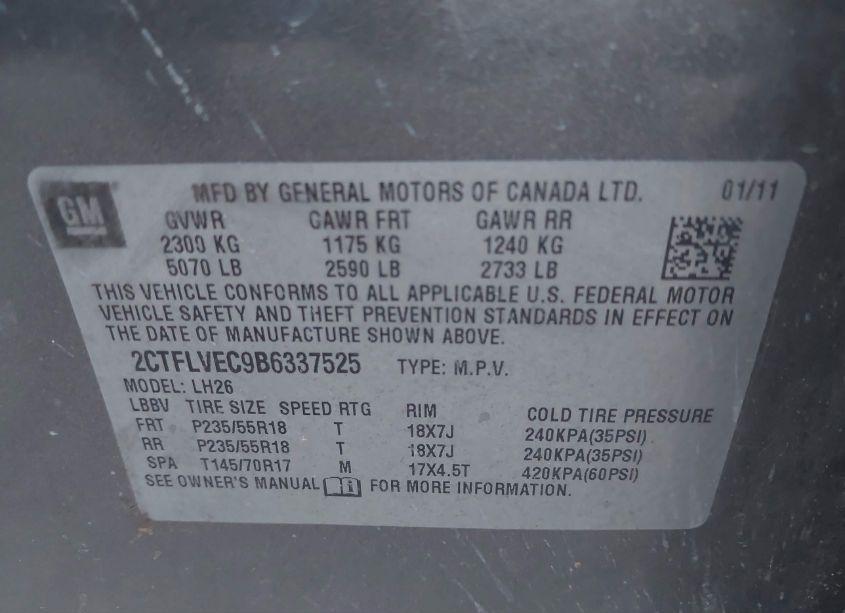 GM
MFD BY GENERAL MOTORS OF CANADA LTD. 01/11
GVWR GAWR FRT GAWR RR
2300 KG 1175 KG 1240 KG
5070 LB 2590 LB 2733 LB
THIS VEHICLE CONFORMS TO ALL APPLICABLE U.S. FEDERAL MOTOR
VEHICLE SAFETY AND THEFT PREVENTION STANDARDS IN EFFECT ON
THE DATE OF MANUFACTURE SHOWN ABOVE.
2CTFLVEC9B6337525 TYPE: M.P.V.
MODEL: LH26
LBBV TIRE SIZE SPEED RTG RIM COLD TIRE PRESSURE
FRT P235/55R18 T 18X7J 240KPA(35PSI)
RR P235/55R18 T 18X7J 240KPA(35PSI)
SPA T145/70R17 M 17X4.5T 420KPA(60PSI)
SEE OWNER'S MANUAL FOR MORE INFORMATION.